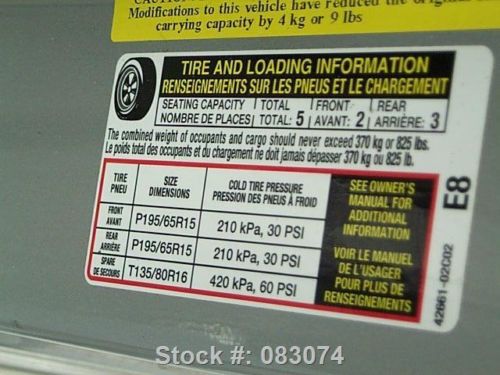 CAUTION
Modifications to this vehicle have reduced the original
carrying capacity by 4 kg or 9 lbs
TIRE AND LOADING INFORMATION
RENSEIGNEMENTS SUR LES PNEUS ET LE CHARGEMENT
SEATING CAPACITY TOTAL FRONT REAR
NOMBRE DE PLACES TOTAL: 5 AVANT: 2 ARRIÈRE: 3
The combined weight of occupants and cargo should never exceed 370 kg or 825 lbs.
Le poids total des occupants et du chargement ne doit jamais dépasser 370 kg ou 825 lb.
TIRE SIZE COLD TIRE PRESSURE
PNEU DIMENSIONS PRESSION DES PNEUS À FROID
FRONT
AVANT P195/65R15 210 kPa, 30 PSI
REAR
ARRIÈRE P195/65R15 210 kPa, 30 PSI
SPARE
DE SECOURS T135/80R16 420 kPa, 60 PSI
SEE OWNER'S
MANUAL FOR
ADDITIONAL
INFORMATION
VOIR LE MANUEL
DE L'USAGER
POUR PLUS DE
RENSEIGNEMENTS
E8
42661-02C02
Stock #: 083074